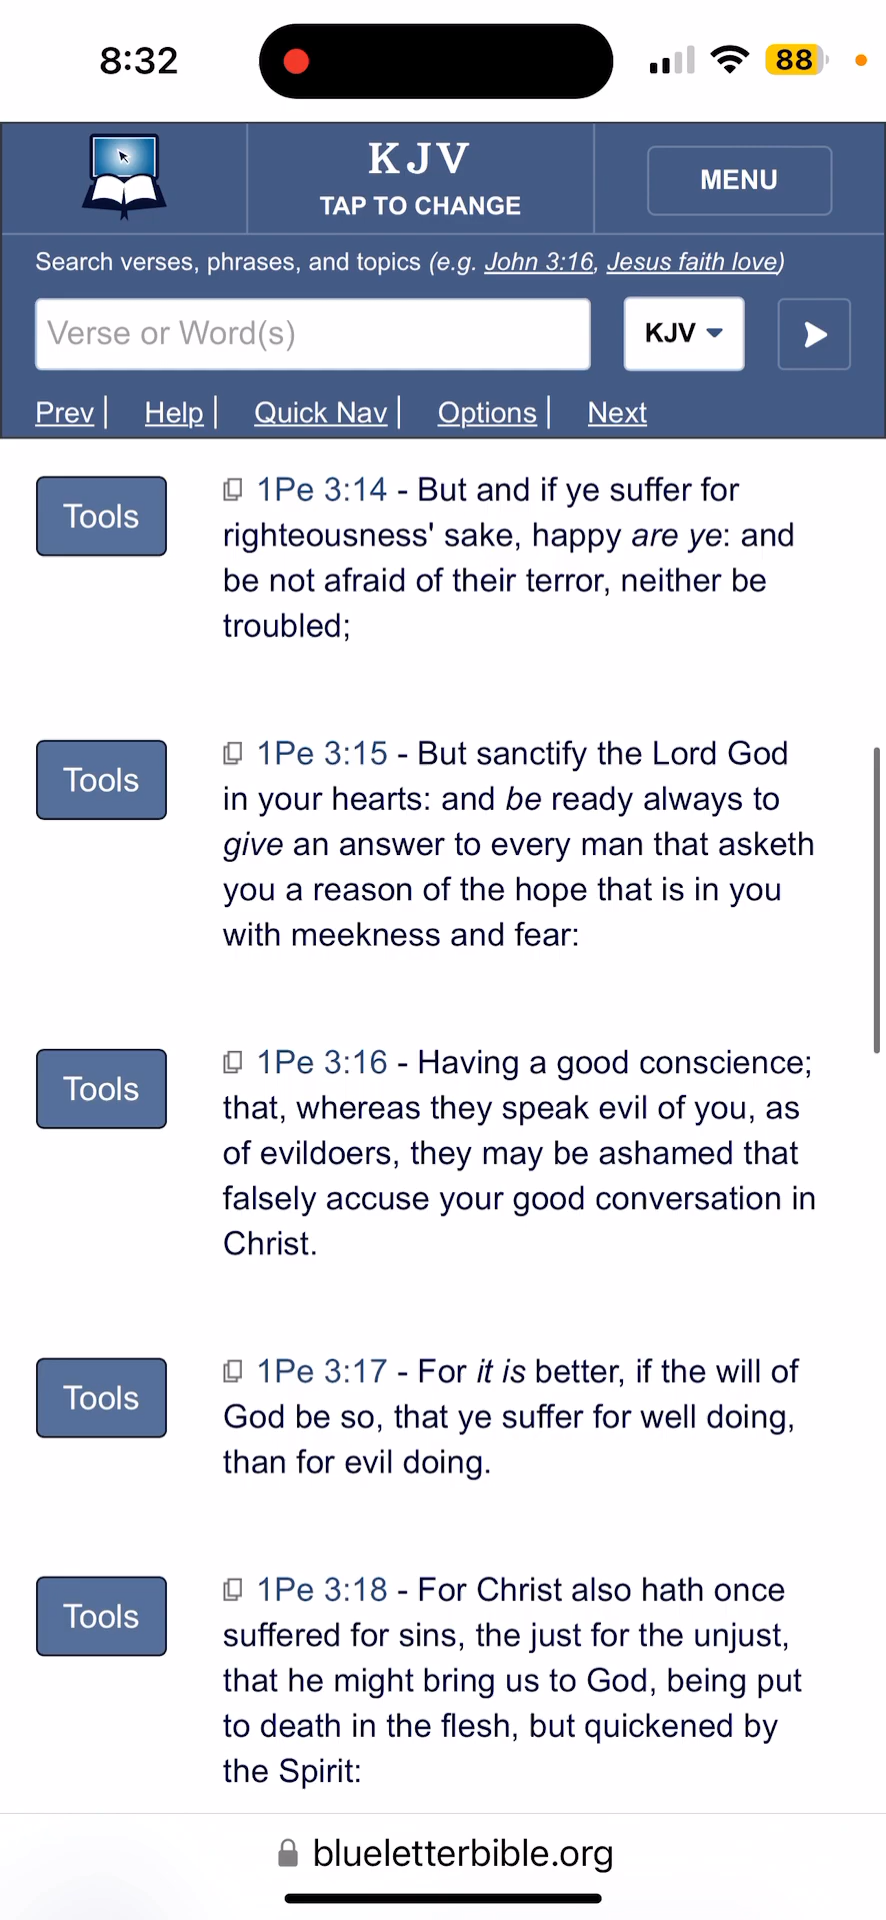 8:32
88
KJV
TAP TO CHANGE
MENU
Search verses, phrases, and topics (e.g. John 3:16, Jesus faith love)
Verse or Word(s)
KJV
Prev | Help | Quick Nav | Options | Next
Tools
1Pe 3:14 - But and if ye suffer for
righteousness' sake, happy are ye: and
be not afraid of their terror, neither be
troubled;
Tools
1Pe 3:15 - But sanctify the Lord God
in your hearts: and be ready always to
give an answer to every man that asketh
you a reason of the hope that is in you
with meekness and fear:
Tools
1Pe 3:16 - Having a good conscience;
that, whereas they speak evil of you, as
of evildoers, they may be ashamed that
falsely accuse your good conversation in
Christ.
Tools
1Pe 3:17 - For it is better, if the will of
God be so, that ye suffer for well doing,
than for evil doing.
Tools
1Pe 3:18 - For Christ also hath once
suffered for sins, the just for the unjust,
that he might bring us to God, being put
to death in the flesh, but quickened by
the Spirit:
blueletterbible.org